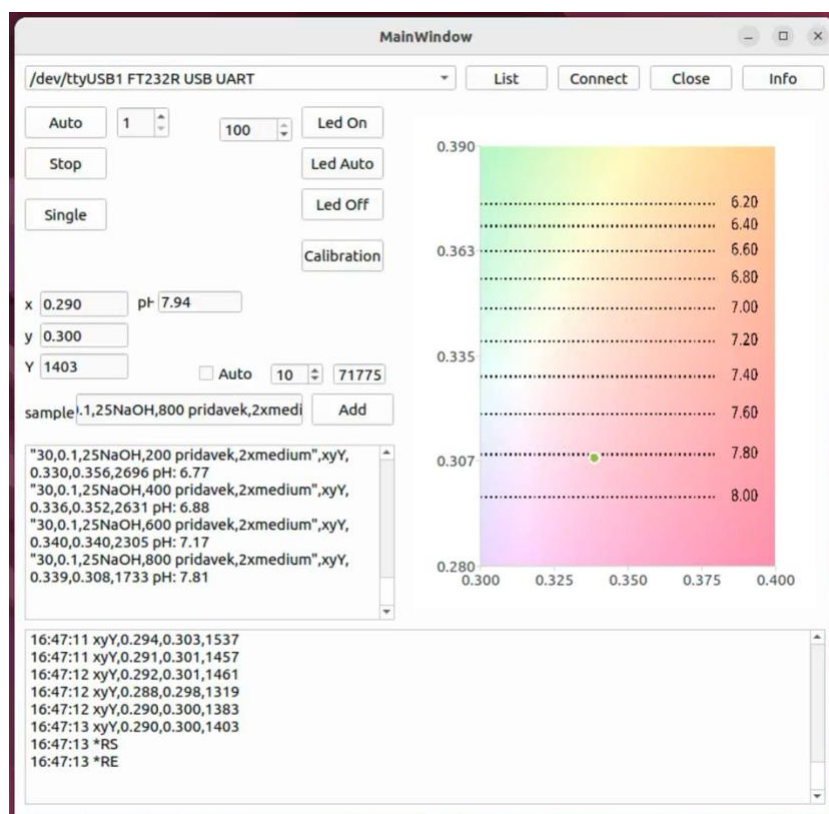 MainWindow
/dev/ttyUSB1 FT232R USB UART
List
Connect
Close
Info
Auto
1
100
Led On
Stop
Led Auto
Single
Led Off
Calibration
x 0.290
pH 7.94
y 0.300
Y 1403
Auto
10
71775
sample
.1,25NaOH,800 pridavek,2xmedi
Add
"30,0.1,25NaOH,200 pridavek,2xmedium",xyY,
0.330,0.356,2696 pH: 6.77
"30,0.1,25NaOH,400 pridavek,2xmedium",xyY,
0.336,0.352,2631 pH: 6.88
"30,0.1,25NaOH,600 pridavek,2xmedium",xyY,
0.340,0.340,2305 pH: 7.17
"30,0.1,25NaOH,800 pridavek,2xmedium",xyY,
0.339,0.308,1733 pH: 7.81
0.390
0.363
0.335
0.307
0.280
6.20
6.40
6.60
6.80
7.00
7.20
7.40
7.60
7.80
8.00
0.300 0.325 0.350 0.375 0.400
16:47:11 xyY,0.294,0.303,1537
16:47:11 xyY,0.291,0.301,1457
16:47:12 xyY,0.292,0.301,1461
16:47:12 xyY,0.288,0.298,1319
16:47:12 xyY,0.290,0.300,1383
16:47:13 xyY,0.290,0.300,1403
16:47:13 *RS
16:47:13 *RE